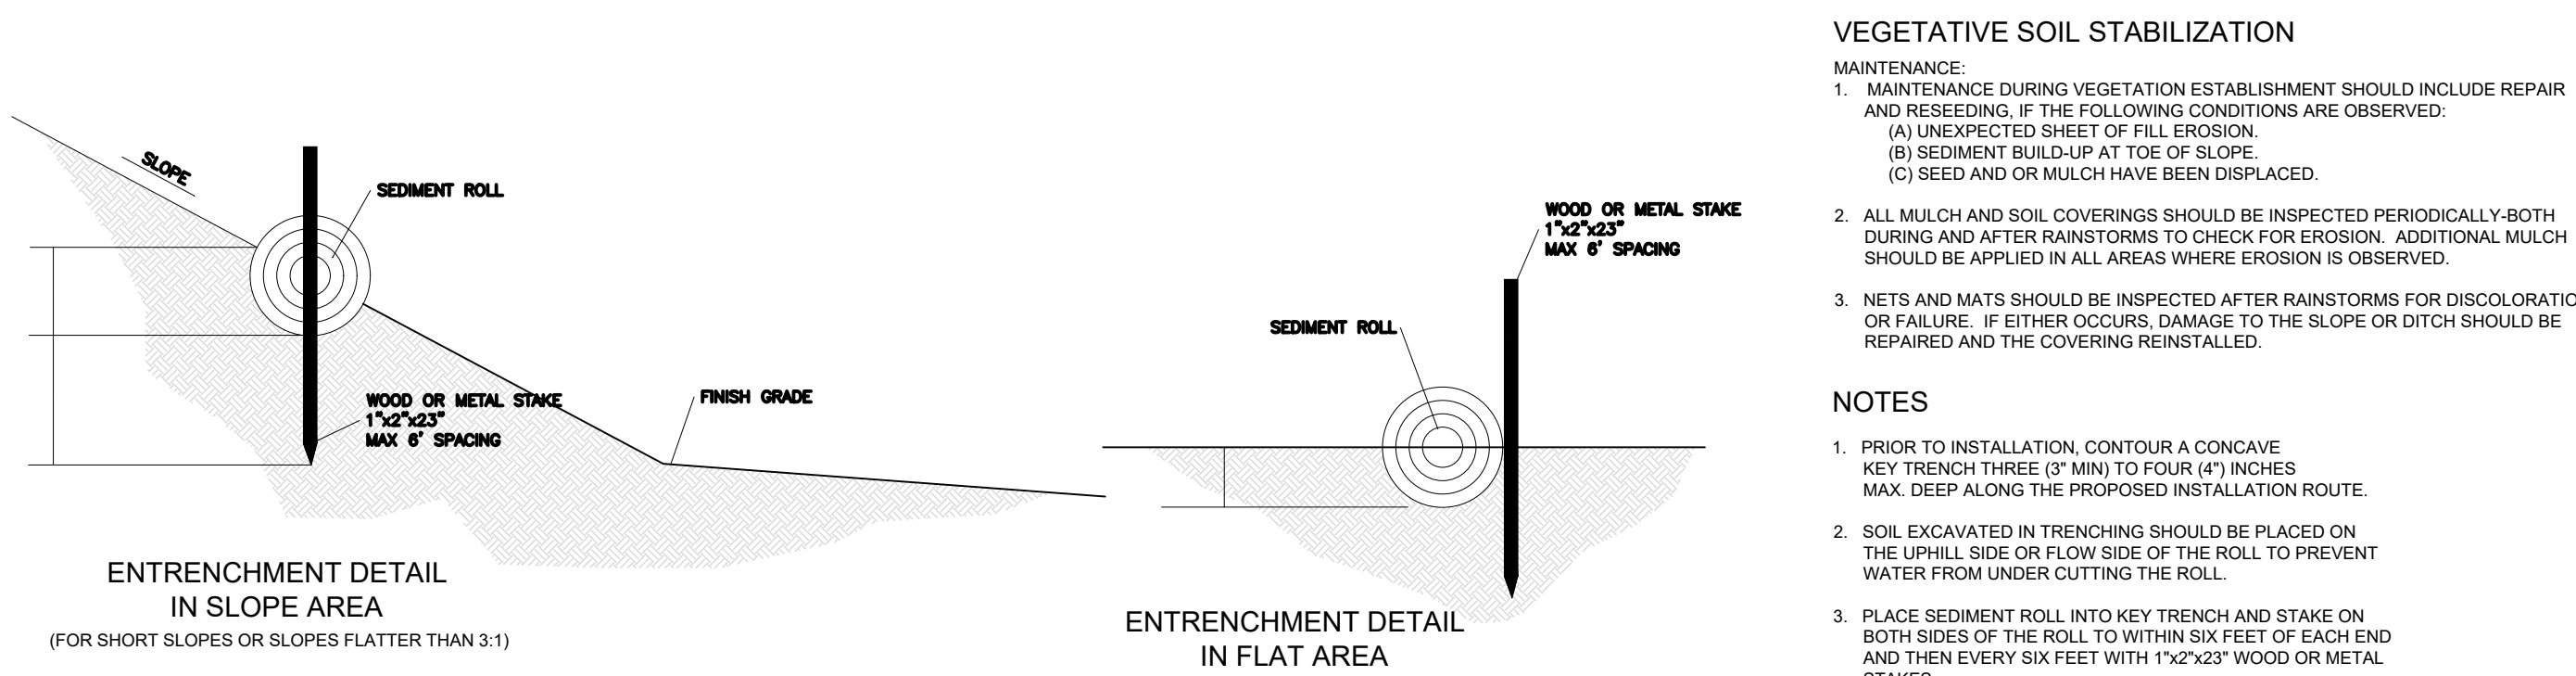 SLOPE
SEDIMENT ROLL
WOOD OR METAL STAKE
1"x2"x23"
MAX 6' SPACING
FINISH GRADE
ENTRENCHMENT DETAIL
IN SLOPE AREA
(FOR SHORT SLOPES OR SLOPES FLATTER THAN 3:1)
WOOD OR METAL STAKE
1"x2"x23"
MAX 6' SPACING
SEDIMENT ROLL
ENTRENCHMENT DETAIL
IN FLAT AREA
VEGETATIVE SOIL STABILIZATION
MAINTENANCE:
1. MAINTENANCE DURING VEGETATION ESTABLISHMENT SHOULD INCLUDE REPAIR
AND RESEEDING, IF THE FOLLOWING CONDITIONS ARE OBSERVED:
(A) UNEXPECTED SHEET OF FILL EROSION.
(B) SEDIMENT BUILD-UP AT TOE OF SLOPE.
(C) SEED AND OR MULCH HAVE BEEN DISPLACED.
2. ALL MULCH AND SOIL COVERINGS SHOULD BE INSPECTED PERIODICALLY-BOTH
DURING AND AFTER RAINSTORMS TO CHECK FOR EROSION. ADDITIONAL MULCH
SHOULD BE APPLIED IN ALL AREAS WHERE EROSION IS OBSERVED.
3. NETS AND MATS SHOULD BE INSPECTED AFTER RAINSTORMS FOR DISCOLORATIO
OR FAILURE. IF EITHER OCCURS, DAMAGE TO THE SLOPE OR DITCH SHOULD BE
REPAIRED AND THE COVERING REINSTALLED.
NOTES
1. PRIOR TO INSTALLATION, CONTOUR A CONCAVE
KEY TRENCH THREE (3" MIN) TO FOUR (4") INCHES
MAX. DEEP ALONG THE PROPOSED INSTALLATION ROUTE.
2. SOIL EXCAVATED IN TRENCHING SHOULD BE PLACED ON
THE UPHILL SIDE OR FLOW SIDE OF THE ROLL TO PREVENT
WATER FROM UNDER CUTTING THE ROLL.
3. PLACE SEDIMENT ROLL INTO KEY TRENCH AND STAKE ON
BOTH SIDES OF THE ROLL TO WITHIN SIX FEET OF EACH END
AND THEN EVERY SIX FEET WITH 1"x2"x23" WOOD OR METAL